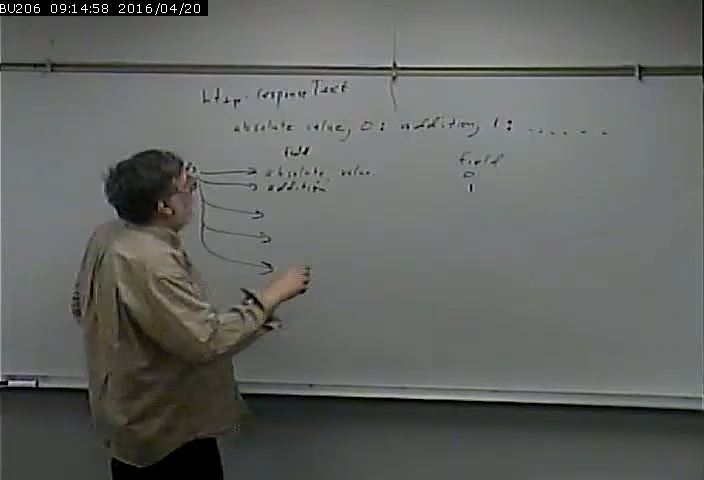 BU206 09:14:58 2016/04/20
http.responseText
absolute value, 0: addition, 1: ......
field field
absolute value 0
addition 1